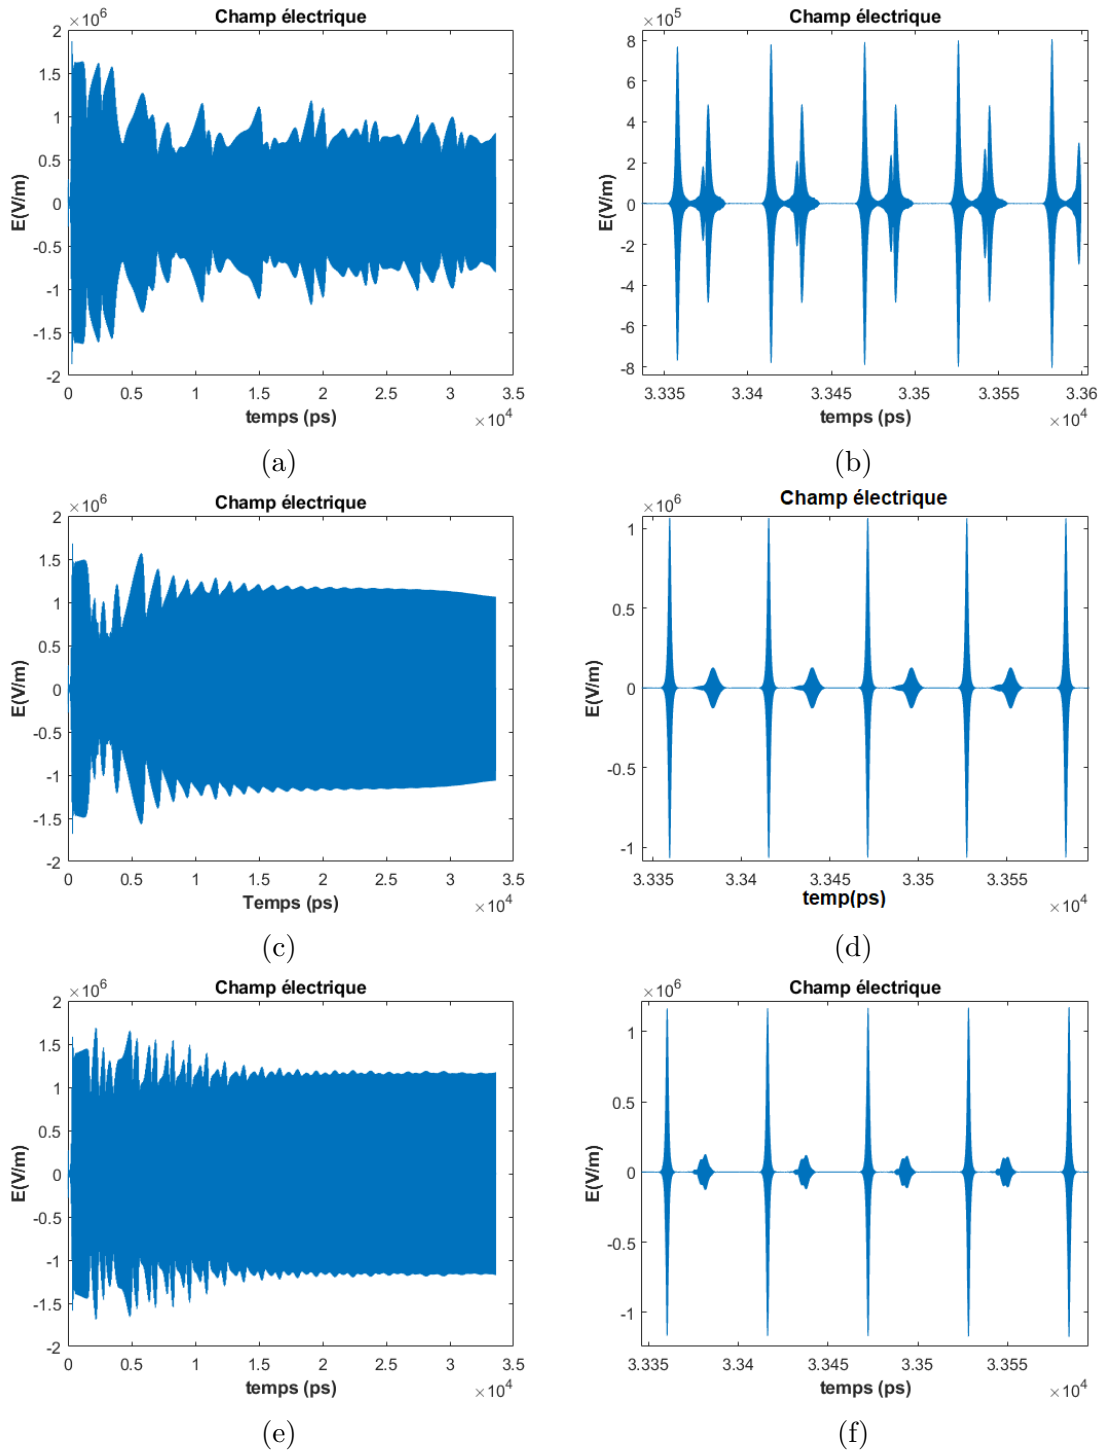 Champ électrique
×10^6
2
1.5
1
0.5
0
-0.5
-1
-1.5
-2
E(V/m)
0 0.5 1 1.5 2 2.5 3 3.5
temps (ps)
×10^4
(a)
Champ électrique
×10^5
8
6
4
2
0
-2
-4
-6
-8
E(V/m)
3.335 3.34 3.345 3.35 3.355 3.36
temps (ps)
×10^4
(b)
Champ électrique
×10^6
2
1.5
1
0.5
0
-0.5
-1
-1.5
-2
E(V/m)
0 0.5 1 1.5 2 2.5 3 3.5
Temps (ps)
×10^4
(c)
Champ électrique
×10^6
1
0.5
0
-0.5
-1
E(V/m)
3.335 3.34 3.345 3.35 3.355
temp(ps)
×10^4
(d)
Champ électrique
×10^6
2
1.5
1
0.5
0
-0.5
-1
-1.5
-2
E(V/m)
0 0.5 1 1.5 2 2.5 3 3.5
temps (ps)
×10^4
(e)
Champ électrique
×10^6
1
0.5
0
-0.5
-1
E(V/m)
3.335 3.34 3.345 3.35 3.355
temps (ps)
×10^4
(f)